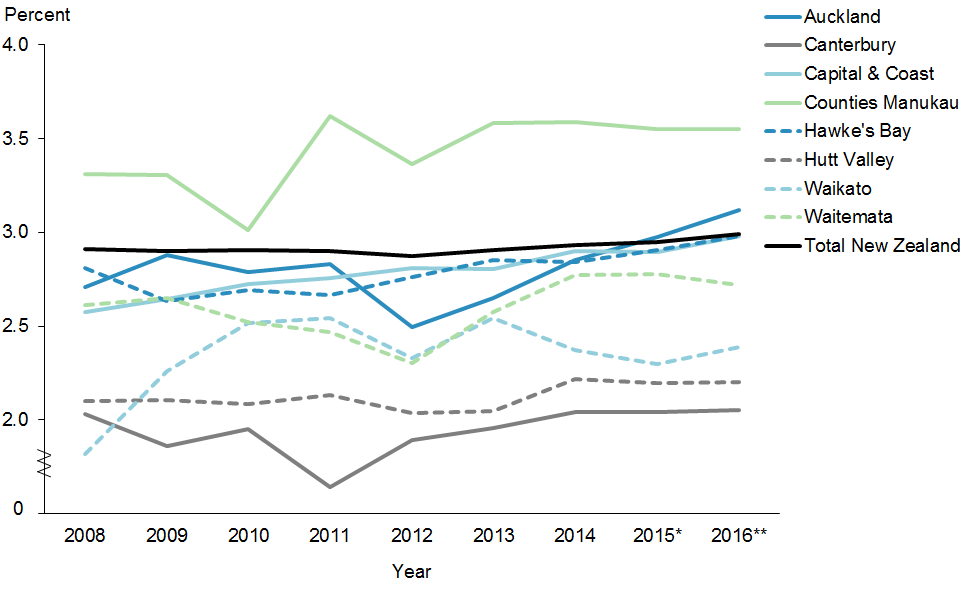 Percent
4.0
3.5
3.0
2.5
2.0
0
2008 2009 2010 2011 2012 2013 2014 2015* 2016**
Year
Auckland
Canterbury
Capital & Coast
Counties Manukau
Hawke's Bay
Hutt Valley
Waikato
Waitemata
Total New Zealand